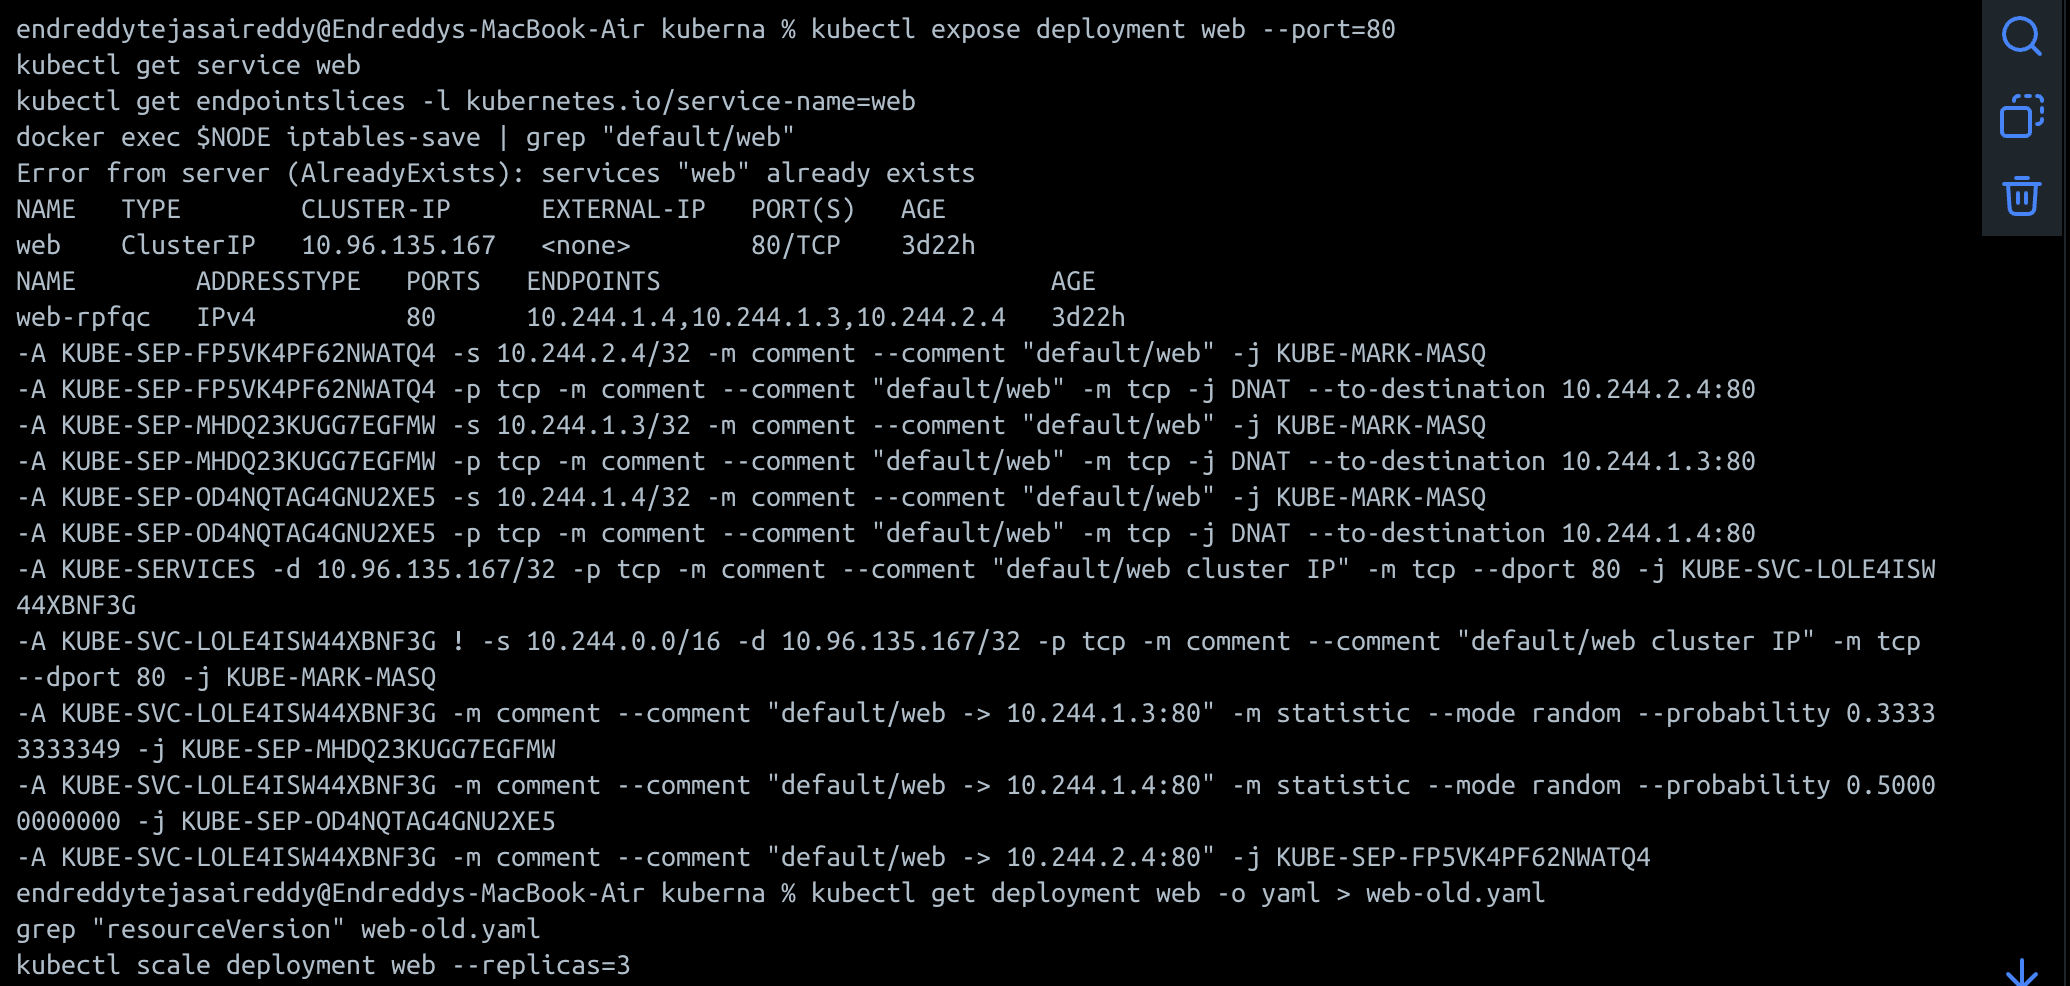 endreddytejasaireddy@Endreddys-MacBook-Air kuberna % kubectl expose deployment web --port=80
kubectl get service web
kubectl get endpointslices -l kubernetes.io/service-name=web
docker exec $NODE iptables-save | grep "default/web"
Error from server (AlreadyExists): services "web" already exists
NAME   TYPE        CLUSTER-IP      EXTERNAL-IP   PORT(S)   AGE
web    ClusterIP   10.96.135.167   <none>        80/TCP    3d22h
NAME        ADDRESSTYPE   PORTS   ENDPOINTS                          AGE
web-rpfqc   IPv4          80      10.244.1.4,10.244.1.3,10.244.2.4   3d22h
-A KUBE-SEP-FP5VK4PF62NWATQ4 -s 10.244.2.4/32 -m comment --comment "default/web" -j KUBE-MARK-MASQ
-A KUBE-SEP-FP5VK4PF62NWATQ4 -p tcp -m comment --comment "default/web" -m tcp -j DNAT --to-destination 10.244.2.4:80
-A KUBE-SEP-MHDQ23KUGG7EGFMW -s 10.244.1.3/32 -m comment --comment "default/web" -j KUBE-MARK-MASQ
-A KUBE-SEP-MHDQ23KUGG7EGFMW -p tcp -m comment --comment "default/web" -m tcp -j DNAT --to-destination 10.244.1.3:80
-A KUBE-SEP-OD4NQTAG4GNU2XE5 -s 10.244.1.4/32 -m comment --comment "default/web" -j KUBE-MARK-MASQ
-A KUBE-SEP-OD4NQTAG4GNU2XE5 -p tcp -m comment --comment "default/web" -m tcp -j DNAT --to-destination 10.244.1.4:80
-A KUBE-SERVICES -d 10.96.135.167/32 -p tcp -m comment --comment "default/web cluster IP" -m tcp --dport 80 -j KUBE-SVC-LOLE4ISW
44XBNF3G
-A KUBE-SVC-LOLE4ISW44XBNF3G ! -s 10.244.0.0/16 -d 10.96.135.167/32 -p tcp -m comment --comment "default/web cluster IP" -m tcp
--dport 80 -j KUBE-MARK-MASQ
-A KUBE-SVC-LOLE4ISW44XBNF3G -m comment --comment "default/web -> 10.244.1.3:80" -m statistic --mode random --probability 0.3333
3333349 -j KUBE-SEP-MHDQ23KUGG7EGFMW
-A KUBE-SVC-LOLE4ISW44XBNF3G -m comment --comment "default/web -> 10.244.1.4:80" -m statistic --mode random --probability 0.5000
0000000 -j KUBE-SEP-OD4NQTAG4GNU2XE5
-A KUBE-SVC-LOLE4ISW44XBNF3G -m comment --comment "default/web -> 10.244.2.4:80" -j KUBE-SEP-FP5VK4PF62NWATQ4
endreddytejasaireddy@Endreddys-MacBook-Air kuberna % kubectl get deployment web -o yaml > web-old.yaml
grep "resourceVersion" web-old.yaml
kubectl scale deployment web --replicas=3